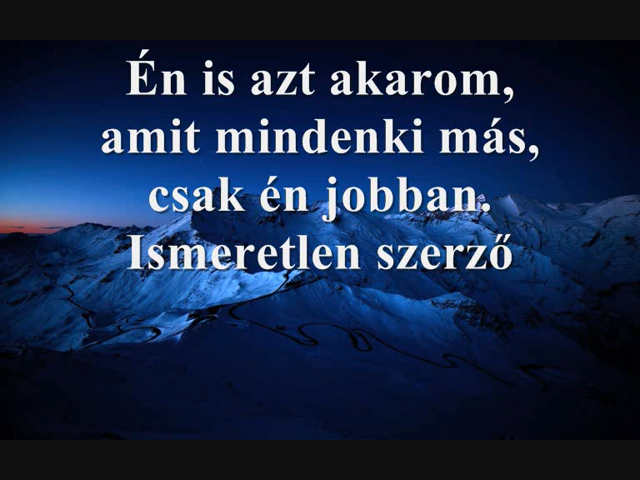 Én is azt akarom,
amit mindenki más,
csak én jobban.
Ismeretlen szerző